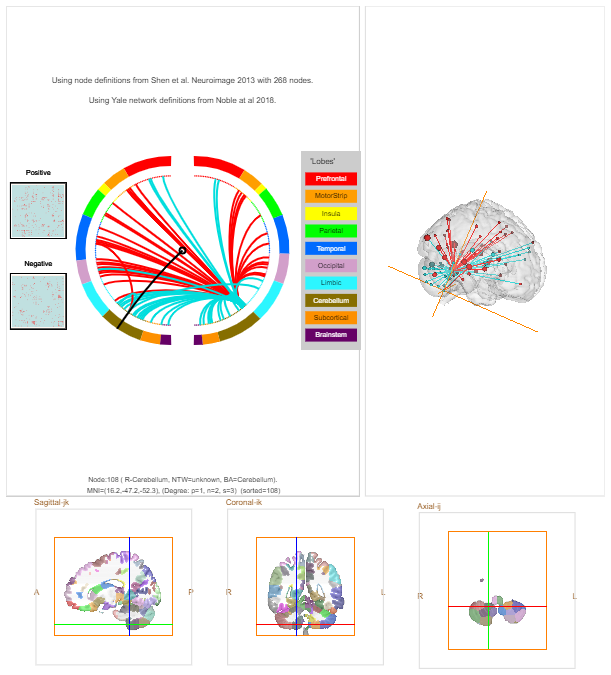 Using node definitions from Shen et al. Neuroimage 2013 with 268 nodes.
Using Yale network definitions from Noble at al 2018.
Positive
Negative
'Lobes'
Prefrontal
MotorStrip
Insula
Parietal
Temporal
Occipital
Limbic
Cerebellum
Subcortical
Brainstem
Node:108 ( R-Cerebellum, NTW=unknown, BA=Cerebellum).
MNI=(16.2,-47.2,-52.3), (Degree: p=1, n=2, s=3) (sorted=108)
Sagittal-jk
A
P
Coronal-ik
R
L
Axial-ij
R
L